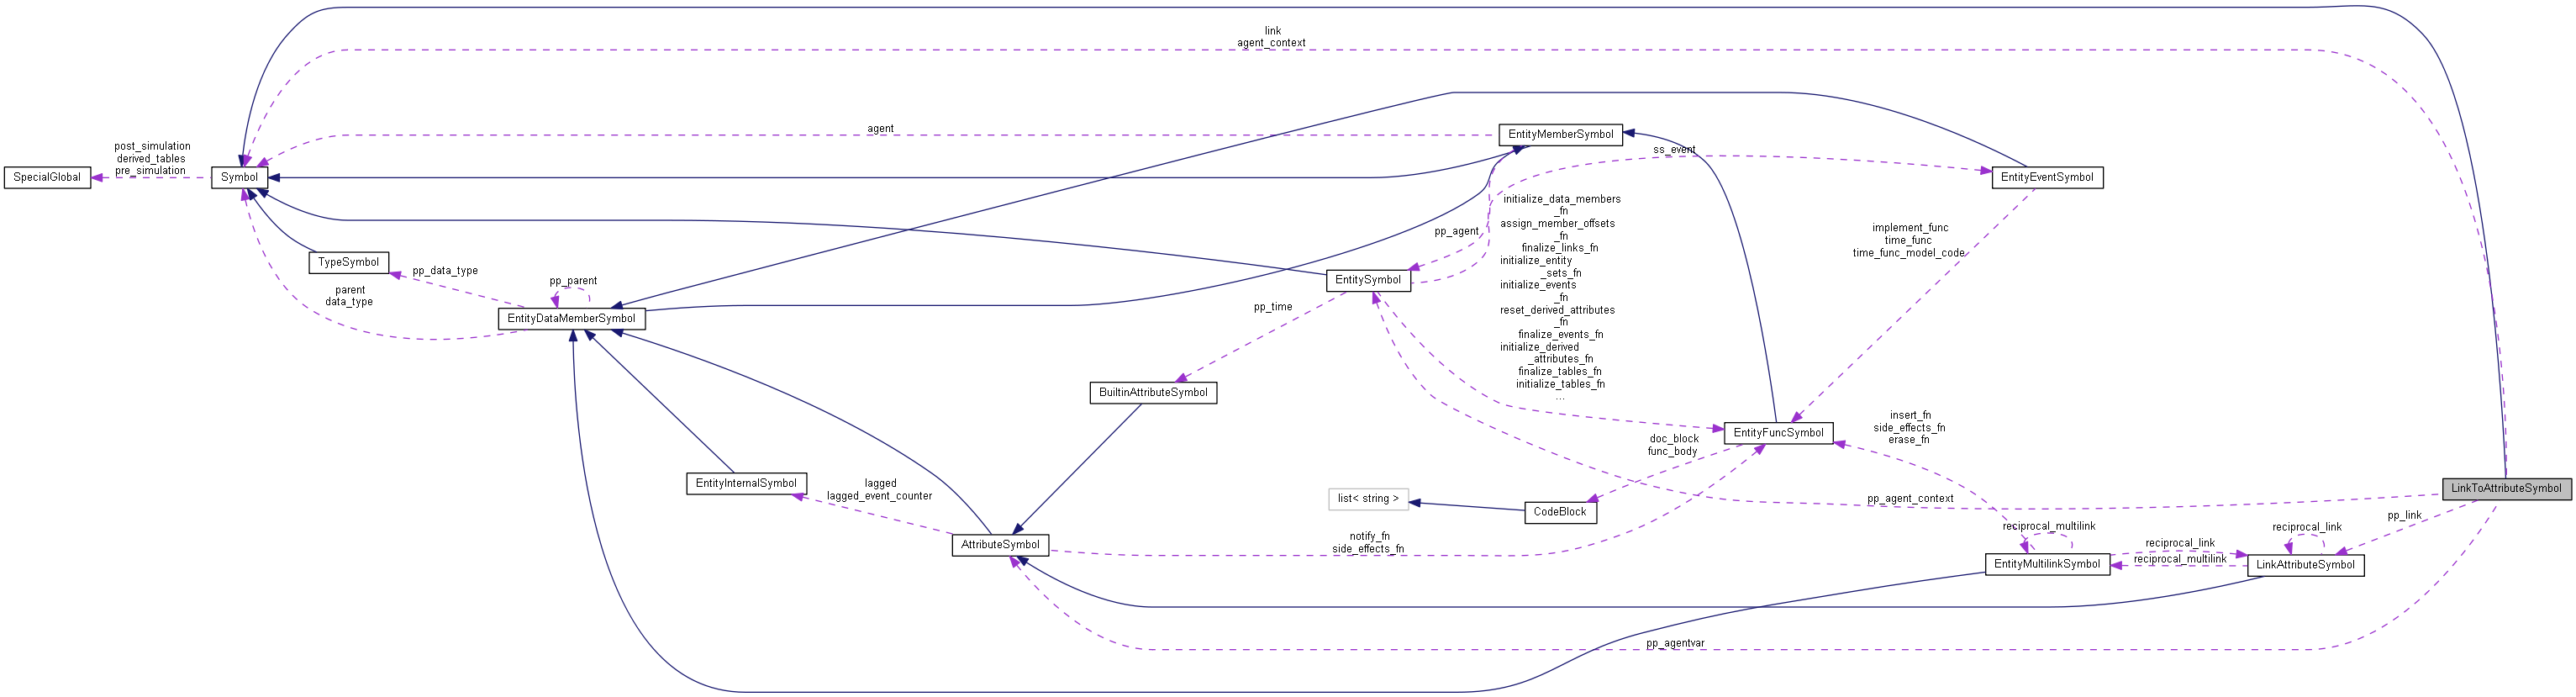 link
agent_context
agent
EntityMemberSymbol
ss_event
post_simulation
derived_tables
pre_simulation
SpecialGlobal
Symbol
EntityEventSymbol
initialize_data_members
_fn
assign_member_offsets
_fn
finalize_links_fn
initialize_entity
_sets_fn
initialize_events
_fn
reset_derived_attributes
_fn
finalize_events_fn
initialize_derived
_attributes_fn
finalize_tables_fn
initialize_tables_fn
...
pp_agent
implement_func
time_func
time_func_model_code
TypeSymbol
pp_data_type
pp_parent
EntitySymbol
parent
data_type
pp_time
EntityDataMemberSymbol
BuiltinAttributeSymbol
insert_fn
side_effects_fn
erase_fn
EntityFuncSymbol
doc_block
func_body
EntityInternalSymbol
lagged
lagged_event_counter
list< string >
CodeBlock
pp_agent_context
LinkToAttributeSymbol
pp_link
AttributeSymbol
notify_fn
side_effects_fn
reciprocal_multilink
reciprocal_link
reciprocal_link
reciprocal_multilink
EntityMultilinkSymbol
LinkAttributeSymbol
pp_agentvar